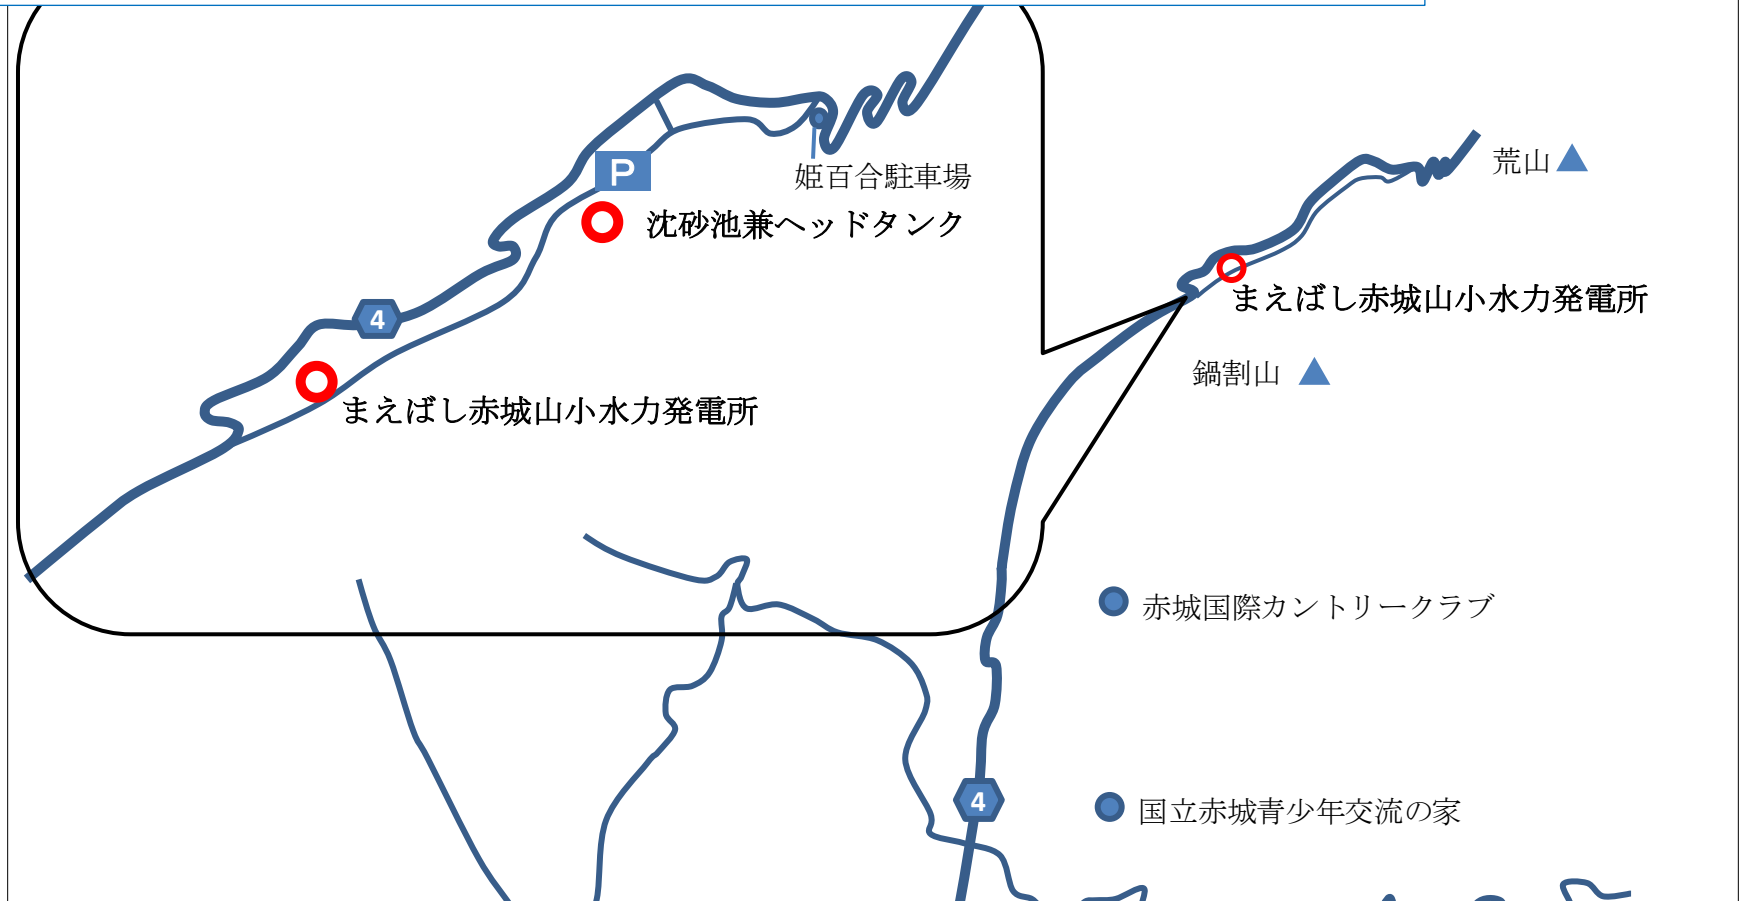 荒山
P
姫百合駐車場
沈砂池兼ヘッドタンク
まえばし赤城山小水力発電所
4
鍋割山
まえばし赤城山小水力発電所
赤城国際カントリークラブ
4
国立赤城青少年交流の家